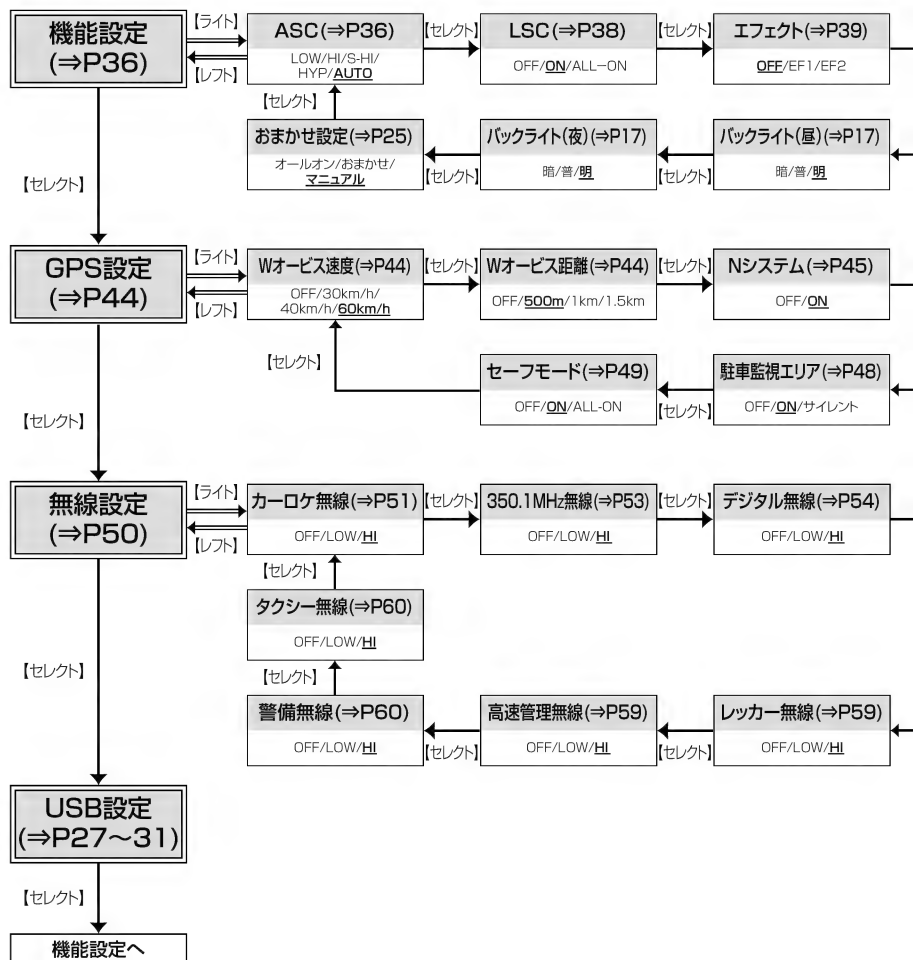 機能設定
(⇒P36)
【ライト】
【レフト】
ASC(⇒P36)
LOW/HI/S-HI/
HYP/AUTO
【セレクト】
LSC(⇒P38)
OFF/ON/ALL−ON
【セレクト】
エフェクト(⇒P39)
OFF/EF1/EF2
【セレクト】
おまかせ設定(⇒P25)
オールオン/おまかせ/
マニュアル
【セレクト】
バックライト(夜)(⇒P17)
暗/普/明
【セレクト】
バックライト(昼)(⇒P17)
暗/普/明
【セレクト】
GPS設定
(⇒P44)
【ライト】
【レフト】
Wオービス速度(⇒P44)
OFF/30km/h/
40km/h/60km/h
【セレクト】
Wオービス距離(⇒P44)
OFF/500m/1km/1.5km
【セレクト】
Nシステム(⇒P45)
OFF/ON
【セレクト】
セーフモード(⇒P49)
OFF/ON/ALL-ON
【セレクト】
駐車監視エリア(⇒P48)
OFF/ON/サイレント
【セレクト】
無線設定
(⇒P50)
【ライト】
【レフト】
カーロケ無線(⇒P51)
OFF/LOW/HI
【セレクト】
350.1MHz無線(⇒P53)
OFF/LOW/HI
【セレクト】
デジタル無線(⇒P54)
OFF/LOW/HI
【セレクト】
タクシー無線(⇒P60)
OFF/LOW/HI
【セレクト】
【セレクト】
警備無線(⇒P60)
OFF/LOW/HI
【セレクト】
高速管理無線(⇒P59)
OFF/LOW/HI
【セレクト】
レッカー無線(⇒P59)
OFF/LOW/HI
USB設定
(⇒P27〜31)
【セレクト】
機能設定へ